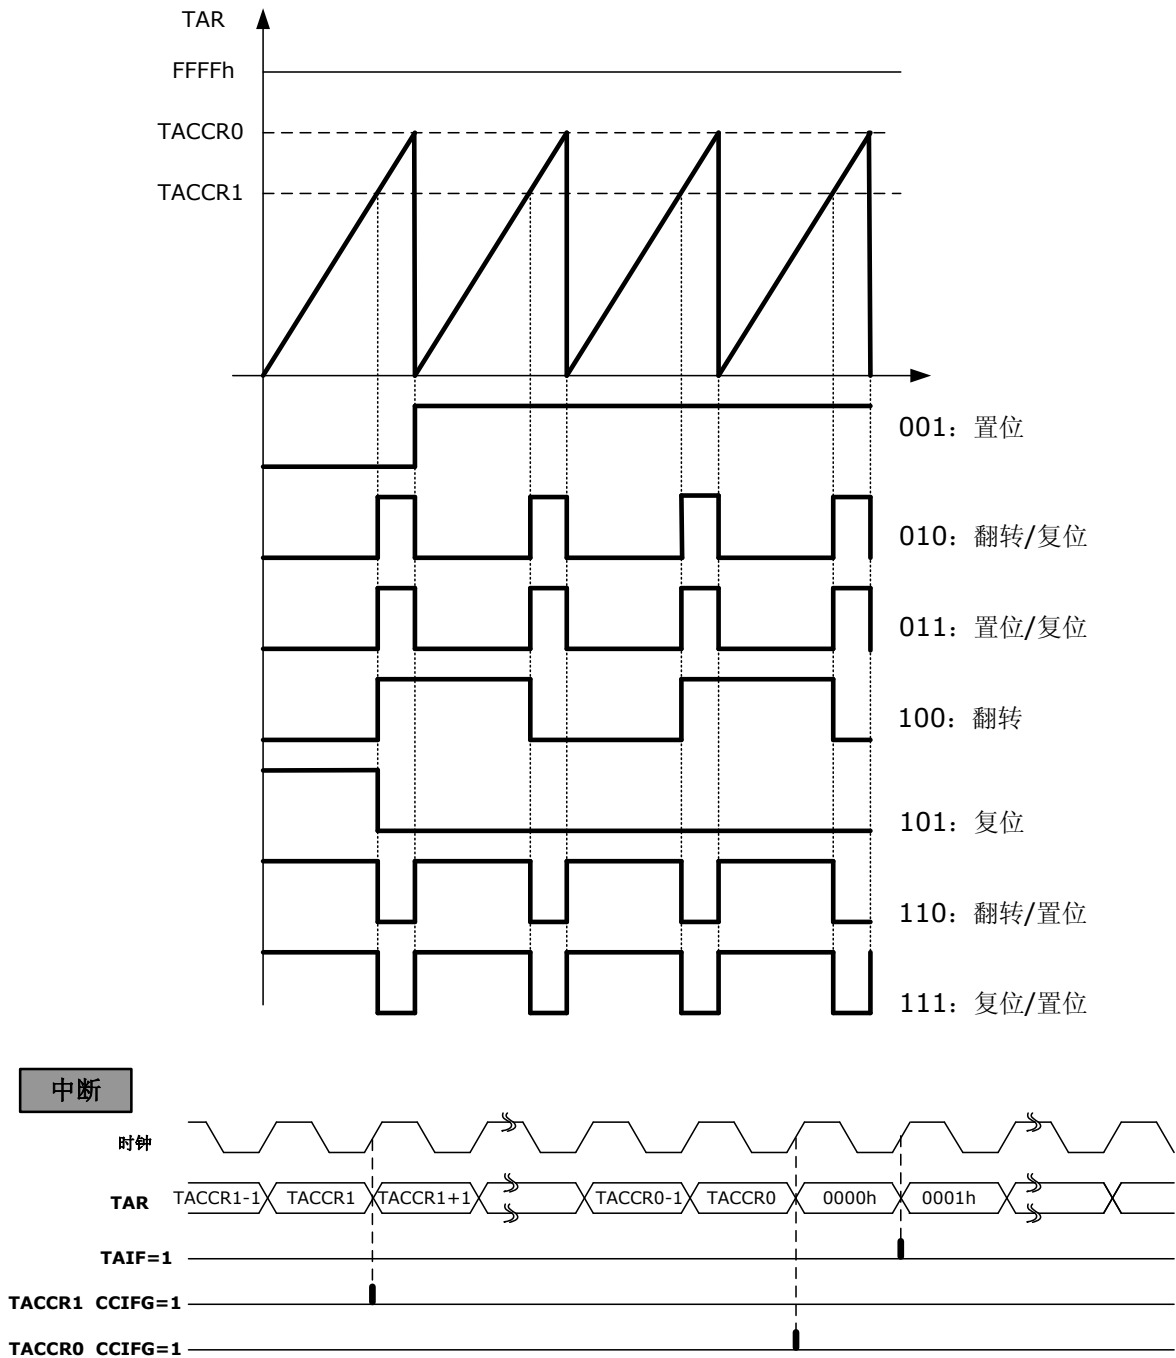 TAR
FFFFh
TACCR0
TACCR1
001：置位
010：翻转/复位
011：置位/复位
100：翻转
101：复位
110：翻转/置位
111：复位/置位
中断
时钟
TAR TACCR1-1 TACCR1 TACCR1+1 TACCR0-1 TACCR0 0000h 0001h
TAIF=1
TACCR1 CCIFG=1
TACCR0 CCIFG=1